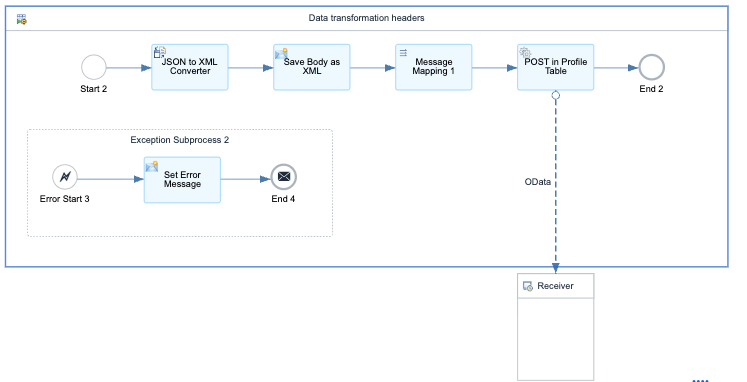 Data transformation headers
JSON to XML
Converter
Save Body as
XML
Message
Mapping 1
POST in Profile
Table
Start 2
End 2
Exception Subprocess 2
Set Error
Message
Error Start 3
End 4
OData
Receiver